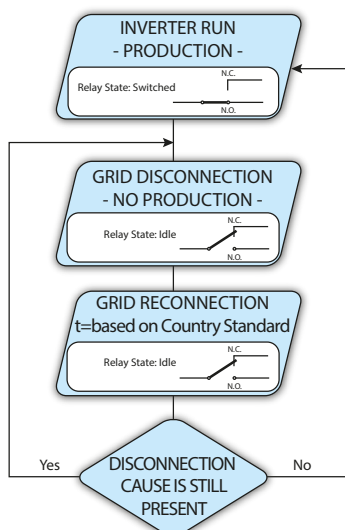 INVERTER RUN
- PRODUCTION -
N.C.
Relay State: Switched
N.O.
GRID DISCONNECTION
- NO PRODUCTION -
N.C.
Relay State: Idle
N.O.
GRID RECONNECTION
t=based on Country Standard
N.C.
Relay State: Idle
N.O.
Yes
DISCONNECTION
CAUSE IS STILL
PRESENT
No